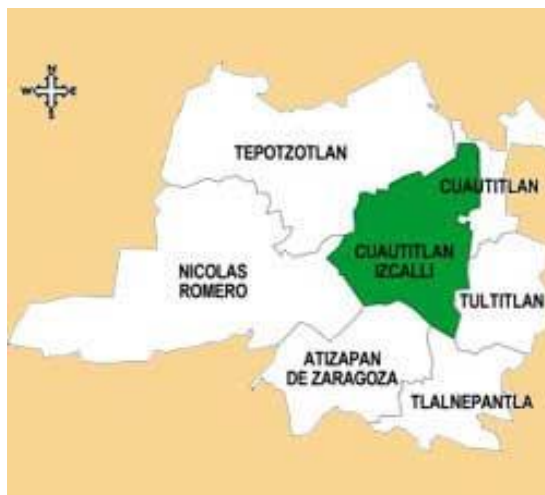 N
W E
S
TEPOTZOTLAN
CUAUTITLAN
CUAUTITLAN
IZCALLI
NICOLAS
ROMERO
TULTITLAN
ATIZAPAN
DE ZARAGOZA
TLALNEPANTLA